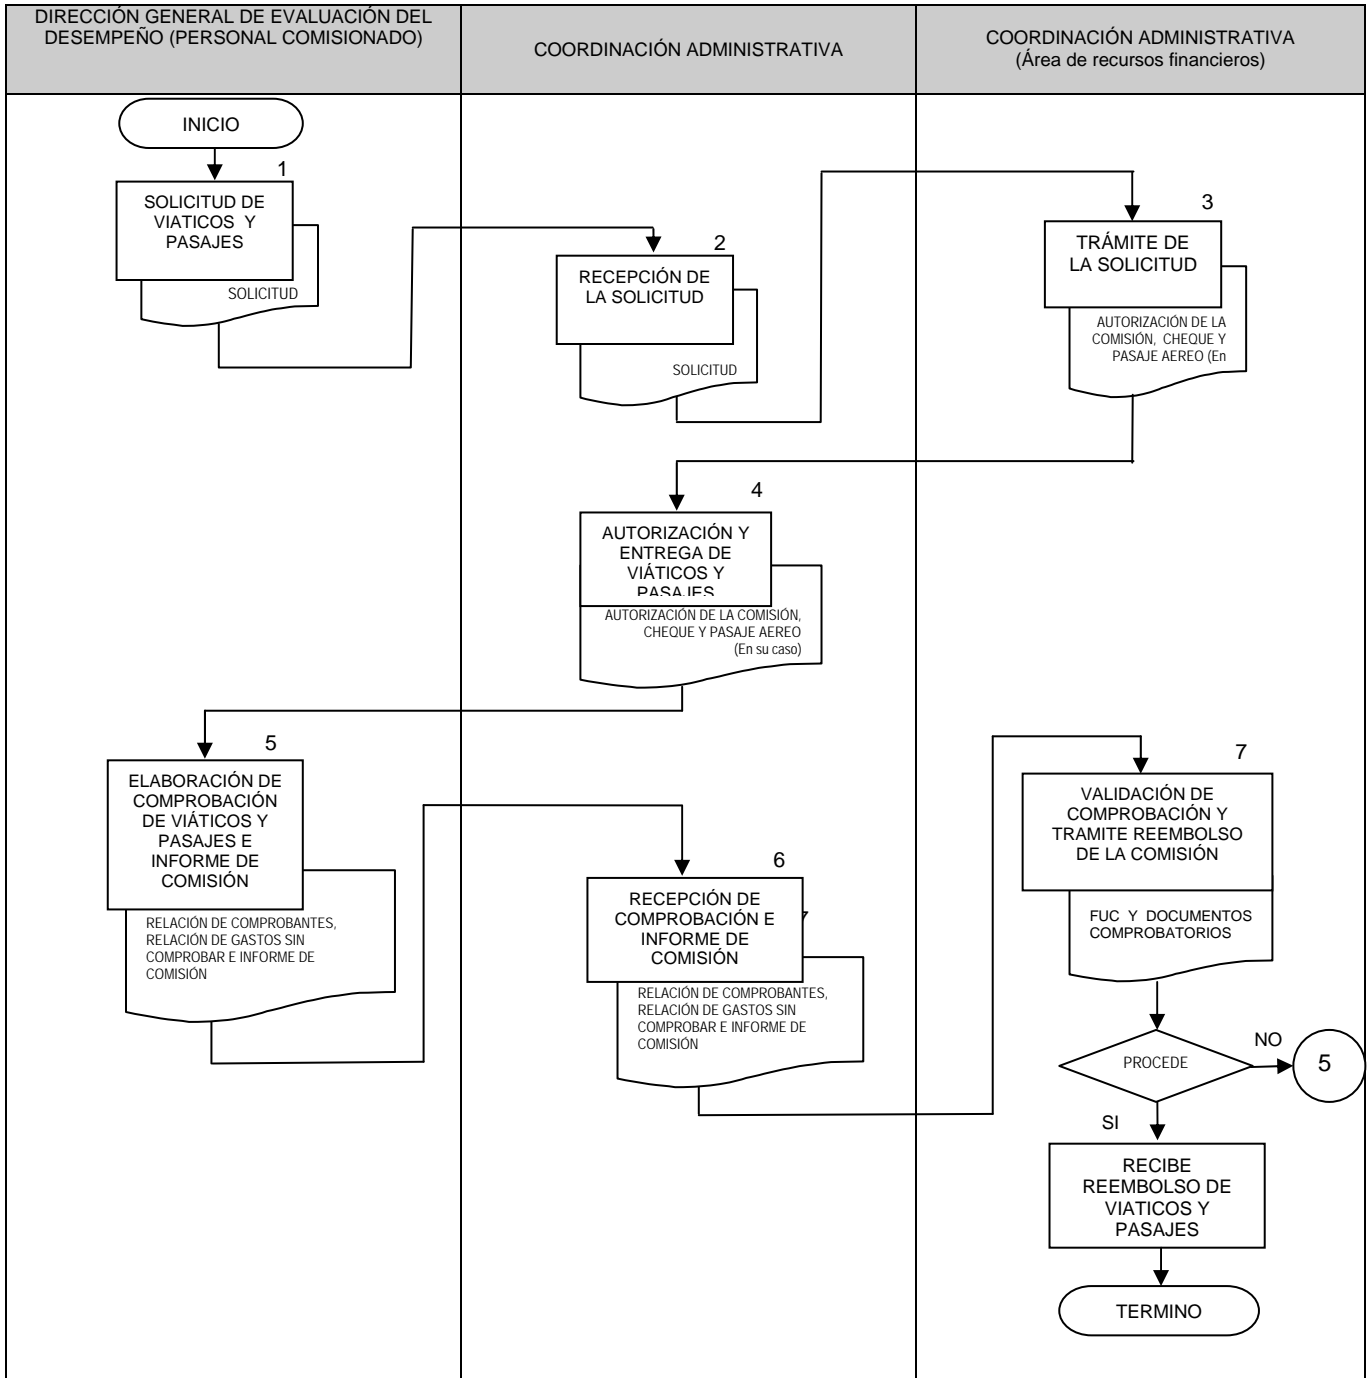 DIRECCIÓN GENERAL DE EVALUACIÓN DEL
DESEMPEÑO (PERSONAL COMISIONADO)
COORDINACIÓN ADMINISTRATIVA
COORDINACIÓN ADMINISTRATIVA
(Área de recursos financieros)
INICIO
1
SOLICITUD DE
VIATICOS Y
PASAJES
SOLICITUD
2
RECEPCIÓN DE
LA SOLICITUD
SOLICITUD
3
TRÁMITE DE
LA SOLICITUD
AUTORIZACIÓN DE LA
COMISIÓN, CHEQUE Y
PASAJE AEREO (En
4
AUTORIZACIÓN Y
ENTREGA DE
VIÁTICOS Y
PASAJES
AUTORIZACIÓN DE LA COMISIÓN,
CHEQUE Y PASAJE AEREO
(En su caso)
5
ELABORACIÓN DE
COMPROBACIÓN
DE VIÁTICOS Y
PASAJES E
INFORME DE
COMISIÓN
RELACIÓN DE COMPROBANTES,
RELACIÓN DE GASTOS SIN
COMPROBAR E INFORME DE
COMISIÓN
6
RECEPCIÓN DE
COMPROBACIÓN E
INFORME DE
COMISIÓN
RELACIÓN DE COMPROBANTES,
RELACIÓN DE GASTOS SIN
COMPROBAR E INFORME DE
COMISIÓN
7
VALIDACIÓN DE
COMPROBACIÓN Y
TRAMITE REEMBOLSO
DE LA COMISIÓN
FUC Y DOCUMENTOS
COMPROBATORIOS
PROCEDE
NO
5
SI
RECIBE
REEMBOLSO DE
VIATICOS Y
PASAJES
TERMINO